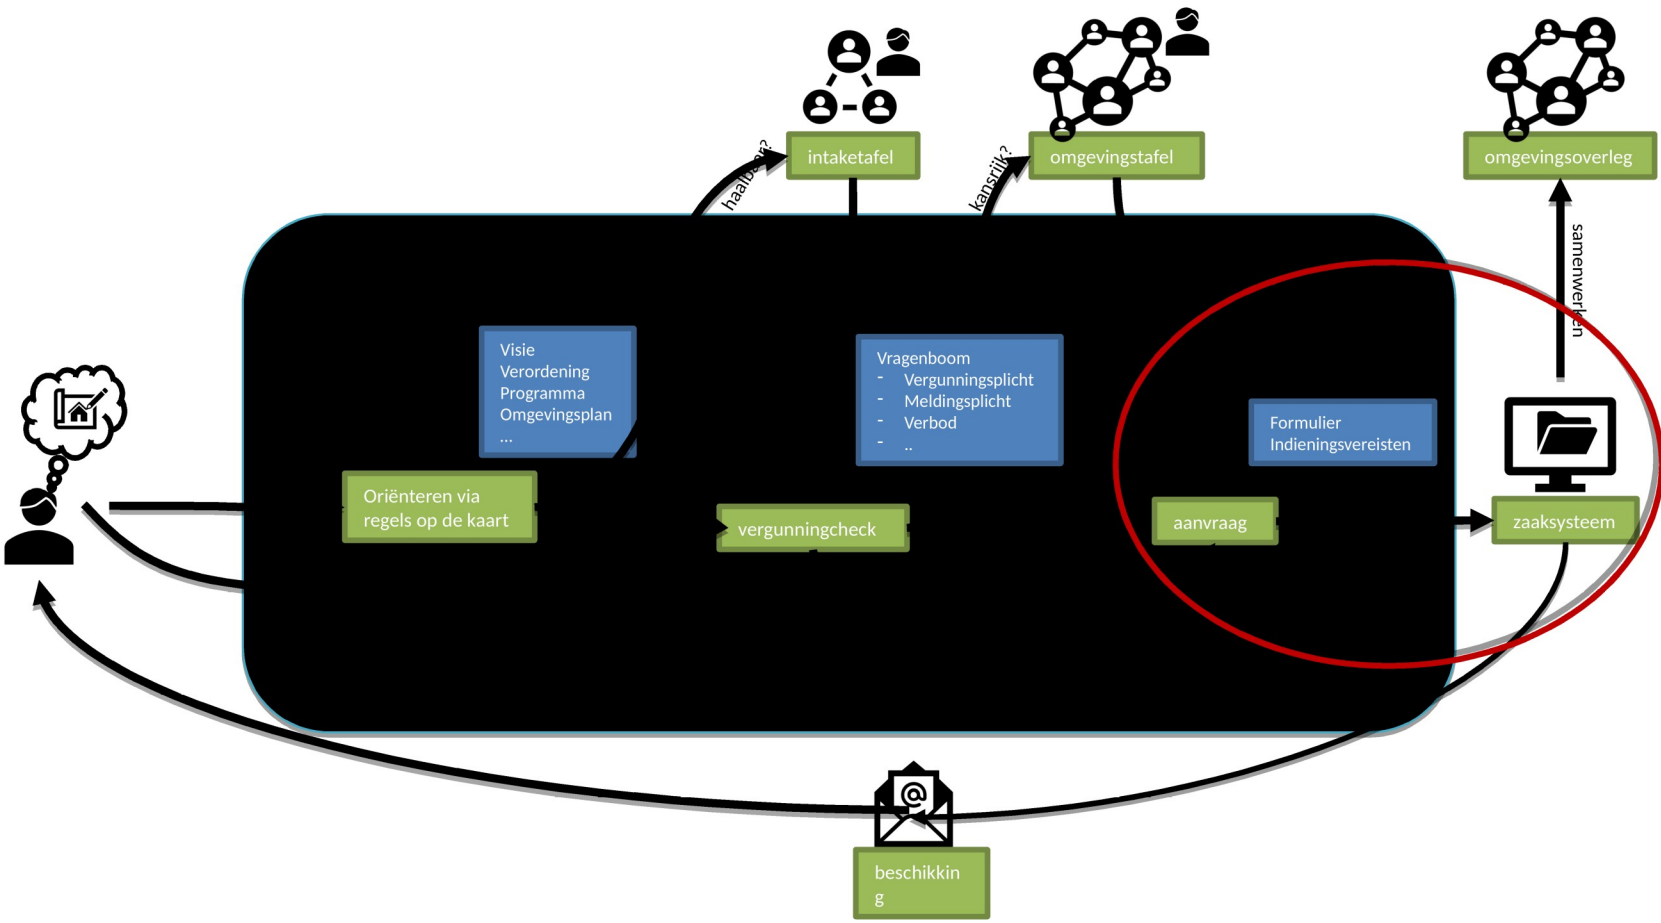 haalbaar?
intaketafel
kansrijk?
omgevingstafel
omgevingsoverleg
samenwerken
Visie
Verordening
Programma
Omgevingsplan
...
Vragenboom
- Vergunningsplicht
- Meldingsplicht
- Verbod
- ..
Formulier
Indieningsvereisten
Oriënteren via
regels op de kaart
vergunningcheck
aanvraag
zaaksysteem
@
beschikkin
g